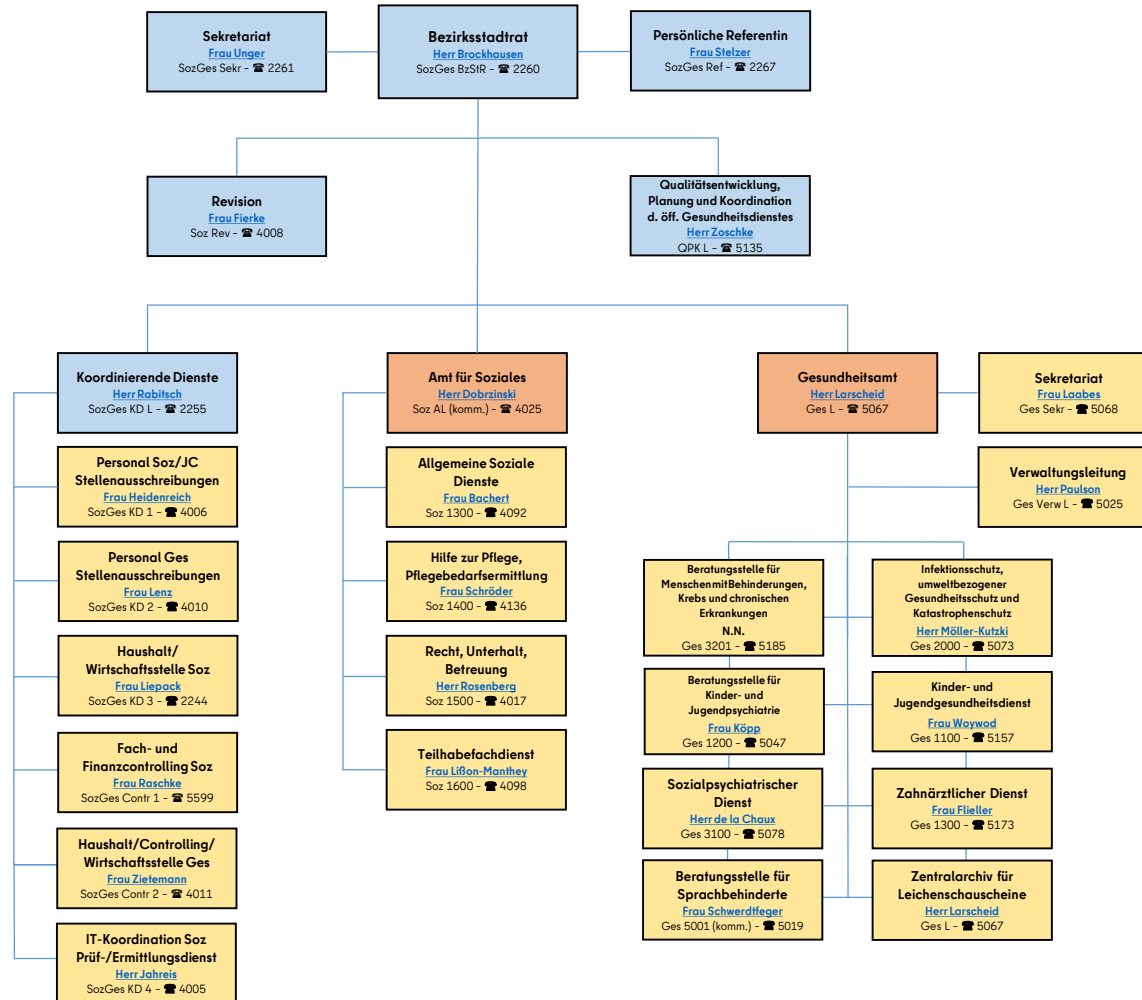 Sekretariat
Frau Unger
SozGes Sekr - ☎ 2261
Bezirksstadtrat
Herr Brockhausen
SozGes BzStR - ☎ 2260
Persönliche Referentin
Frau Stelzer
SozGes Ref - ☎ 2267
Revision
Frau Fierke
Soz Rev - ☎ 4008
Qualitätsentwicklung,
Planung und Koordination
d. öff. Gesundheitsdienstes
Herr Zoschke
QPK L - ☎ 5135
Koordinierende Dienste
Herr Rabitsch
SozGes KD L - ☎ 2255
Personal Soz/JC
Stellenausschreibungen
Frau Heidenreich
SozGes KD 1 - ☎ 4006
Personal Ges
Stellenausschreibungen
Frau Lenz
SozGes KD 2 - ☎ 4010
Haushalt/
Wirtschaftsstelle Soz
Frau Liepack
SozGes KD 3 - ☎ 2244
Fach- und
Finanzcontrolling Soz
Frau Raschke
SozGes Contr 1 - ☎ 5599
Haushalt/Controlling/
Wirtschaftsstelle Ges
Frau Zietemann
SozGes Contr 2 - ☎ 4011
IT-Koordination Soz
Prüf-/Ermittlungsdienst
Herr Jahreis
SozGes KD 4 - ☎ 4005
Amt für Soziales
Herr Dobrzinski
Soz AL (komm.) - ☎ 4025
Allgemeine Soziale
Dienste
Frau Bachert
Soz 1300 - ☎ 4092
Hilfe zur Pflege,
Pflegebedarfsermittlung
Frau Schröder
Soz 1400 - ☎ 4136
Recht, Unterhalt,
Betreuung
Herr Rosenberg
Soz 1500 - ☎ 4017
Teilhabefachdienst
Frau Lißon-Manthey
Soz 1600 - ☎ 4098
Gesundheitsamt
Herr Larscheid
Ges L - ☎ 5067
Sekretariat
Frau Laabes
Ges Sekr - ☎ 5068
Verwaltungsleitung
Herr Paulson
Ges Verw L - ☎ 5025
Beratungsstelle für
MenschenmitBehinderungen,
Krebs und chronischen
Erkrankungen
N.N.
Ges 3201 - ☎ 5185
Beratungsstelle für
Kinder- und
Jugendpsychiatrie
Frau Köpp
Ges 1200 - ☎ 5047
Sozialpsychiatrischer
Dienst
Herr de la Chaux
Ges 3100 - ☎ 5078
Beratungsstelle für
Sprachbehinderte
Frau Schwerdtfeger
Ges 5001 (komm.) - ☎ 5019
Infektionsschutz,
umweltbezogener
Gesundheitsschutz und
Katastrophenschutz
Herr Möller-Kutzki
Ges 2000 - ☎ 5073
Kinder- und
Jugendgesundheitsdienst
Frau Woywod
Ges 1100 - ☎ 5157
Zahnärztlicher Dienst
Frau Flieller
Ges 1300 - ☎ 5173
Zentralarchiv für
Leichenschauscheine
Herr Larscheid
Ges L - ☎ 5067